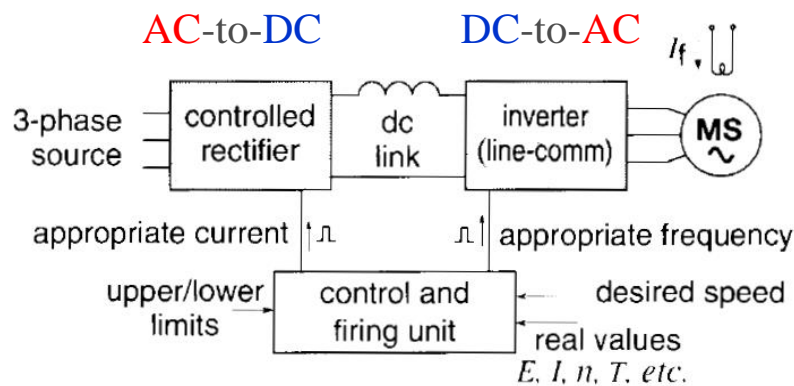 AC-to-DC
DC-to-AC
If
3-phase
source
controlled
rectifier
dc
link
inverter
(line-comm)
MS
appropriate current
appropriate frequency
upper/lower
limits
control and
firing unit
desired speed
real values
E, I, n, T, etc.